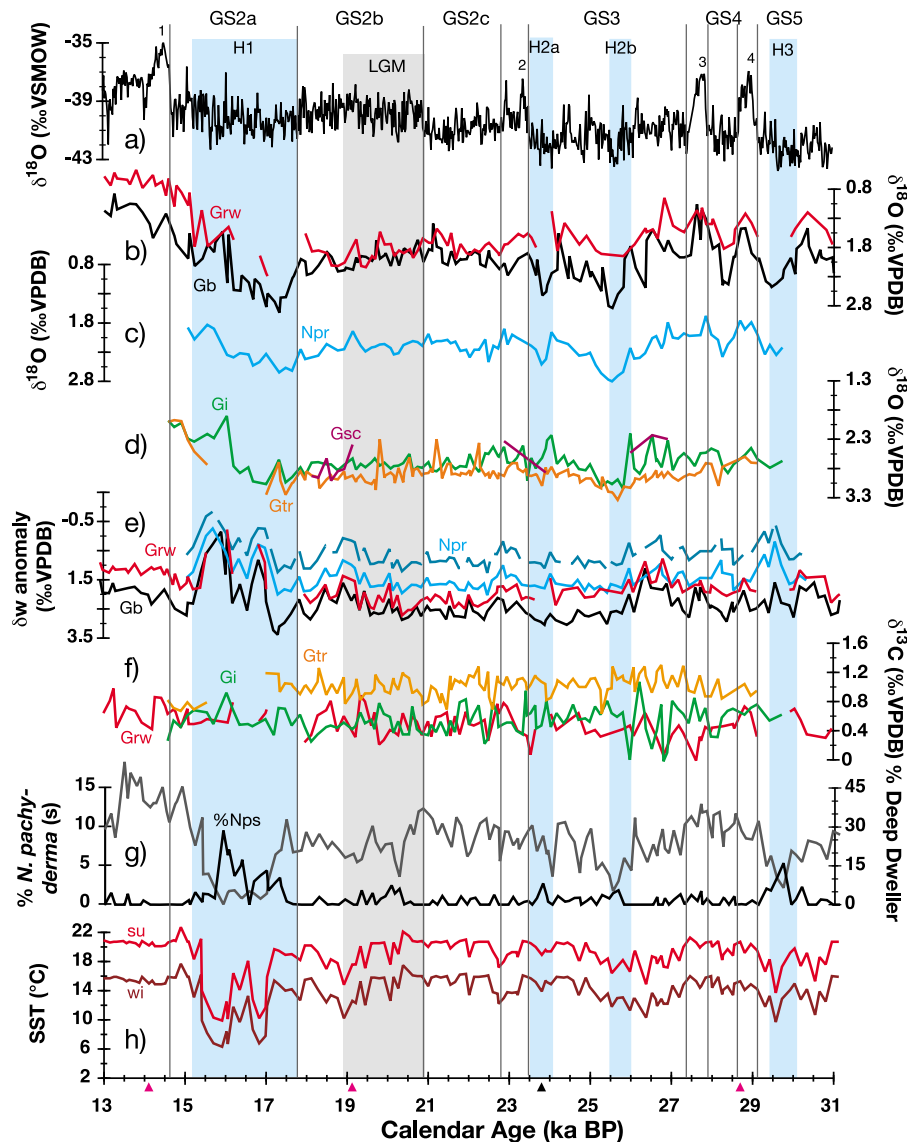 GS2a GS2b GS2c GS3 GS4 GS5
H1 H2a H2b H3
LGM
1 2 3 4
-35
-39
-43
δ18O (‰VSMOW)
a)
0.8
1.8
2.8
δ18O (‰VPDB)
Grw
b)
Gb
0.8
1.8
2.8
δ18O (‰VPDB)
c)
Npr
1.3
2.3
3.3
δ18O (‰VPDB)
d)
Gi
Gsc
Gtr
-0.5
1.5
3.5
δw anomaly
(‰VPDB)
e)
Grw
Npr
Gb
1.6
1.2
0.8
0.4
0
δ13C (‰VPDB)
f)
Gtr
Gi
Grw
15
10
5
0
% N. pachy-
derma (s)
g)
%Nps
45
30
15
0
% Deep Dweller
22
18
14
10
6
2
SST (°C)
su
wi
h)
13 15 17 19 21 23 25 27 29 31
Calendar Age (ka BP)